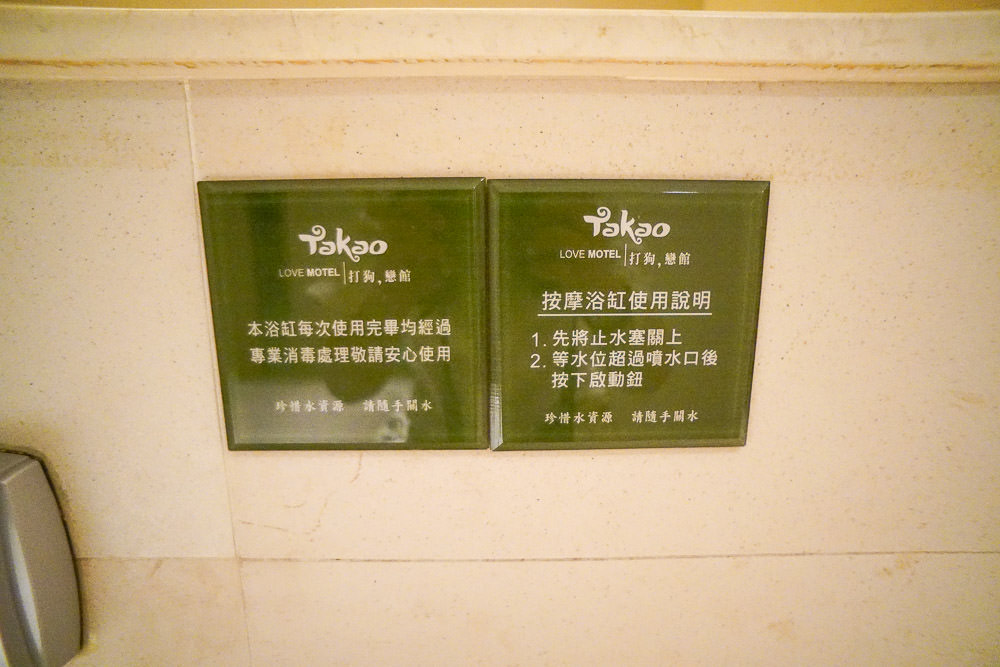 Takao
LOVE MOTEL 打狗,戀館
本浴缸每次使用完畢均經過
專業消毒處理敬請安心使用
珍惜水資源 請隨手關水
Takao
LOVE MOTEL 打狗,戀館
按摩浴缸使用說明
1. 先將止水塞關上
2. 等水位超過噴水口後
按下啟動鈕
珍惜水資源 請隨手關水